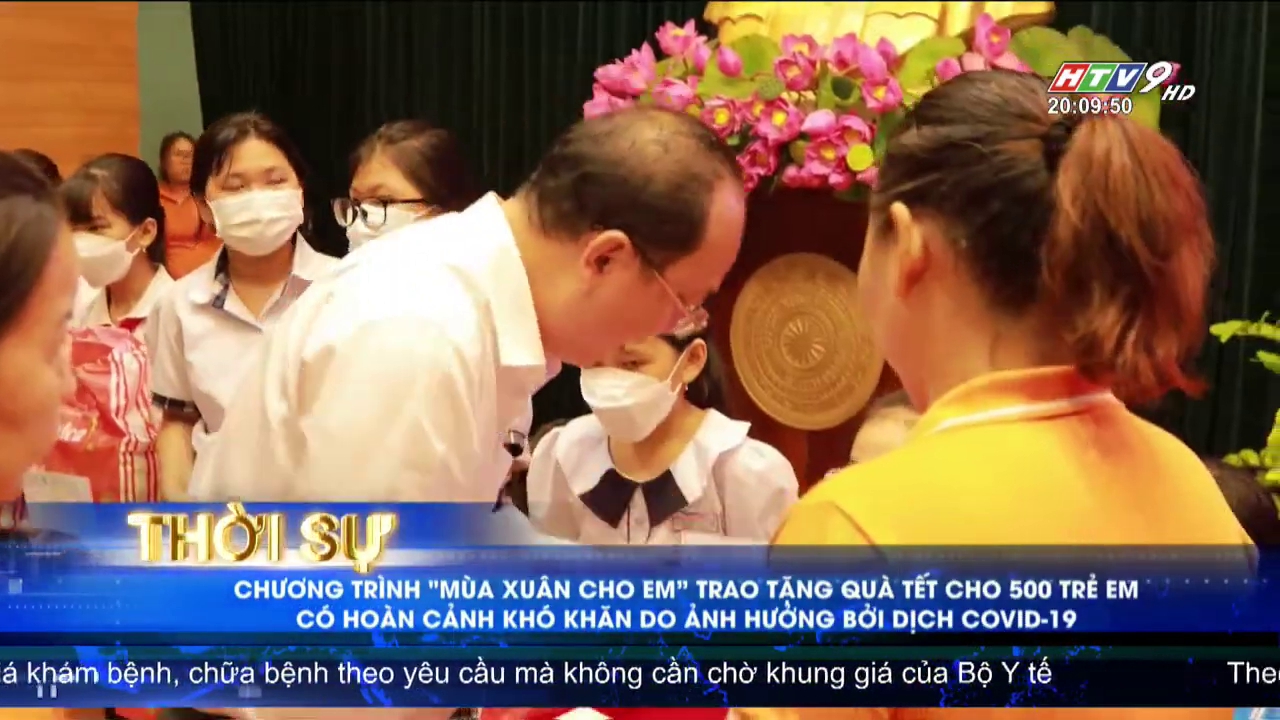 HTV9 HD
20:09:50
THỜI SỰ
CHƯƠNG TRÌNH "MÙA XUÂN CHO EM” TRAO TẶNG QUÀ TẾT CHO 500 TRẺ EM
CÓ HOÀN CẢNH KHÓ KHĂN DO ẢNH HƯỞNG BỞI DỊCH COVID-19
iá khám bệnh, chữa bệnh theo yêu cầu mà không cần chờ khung giá của Bộ Y tế Theo